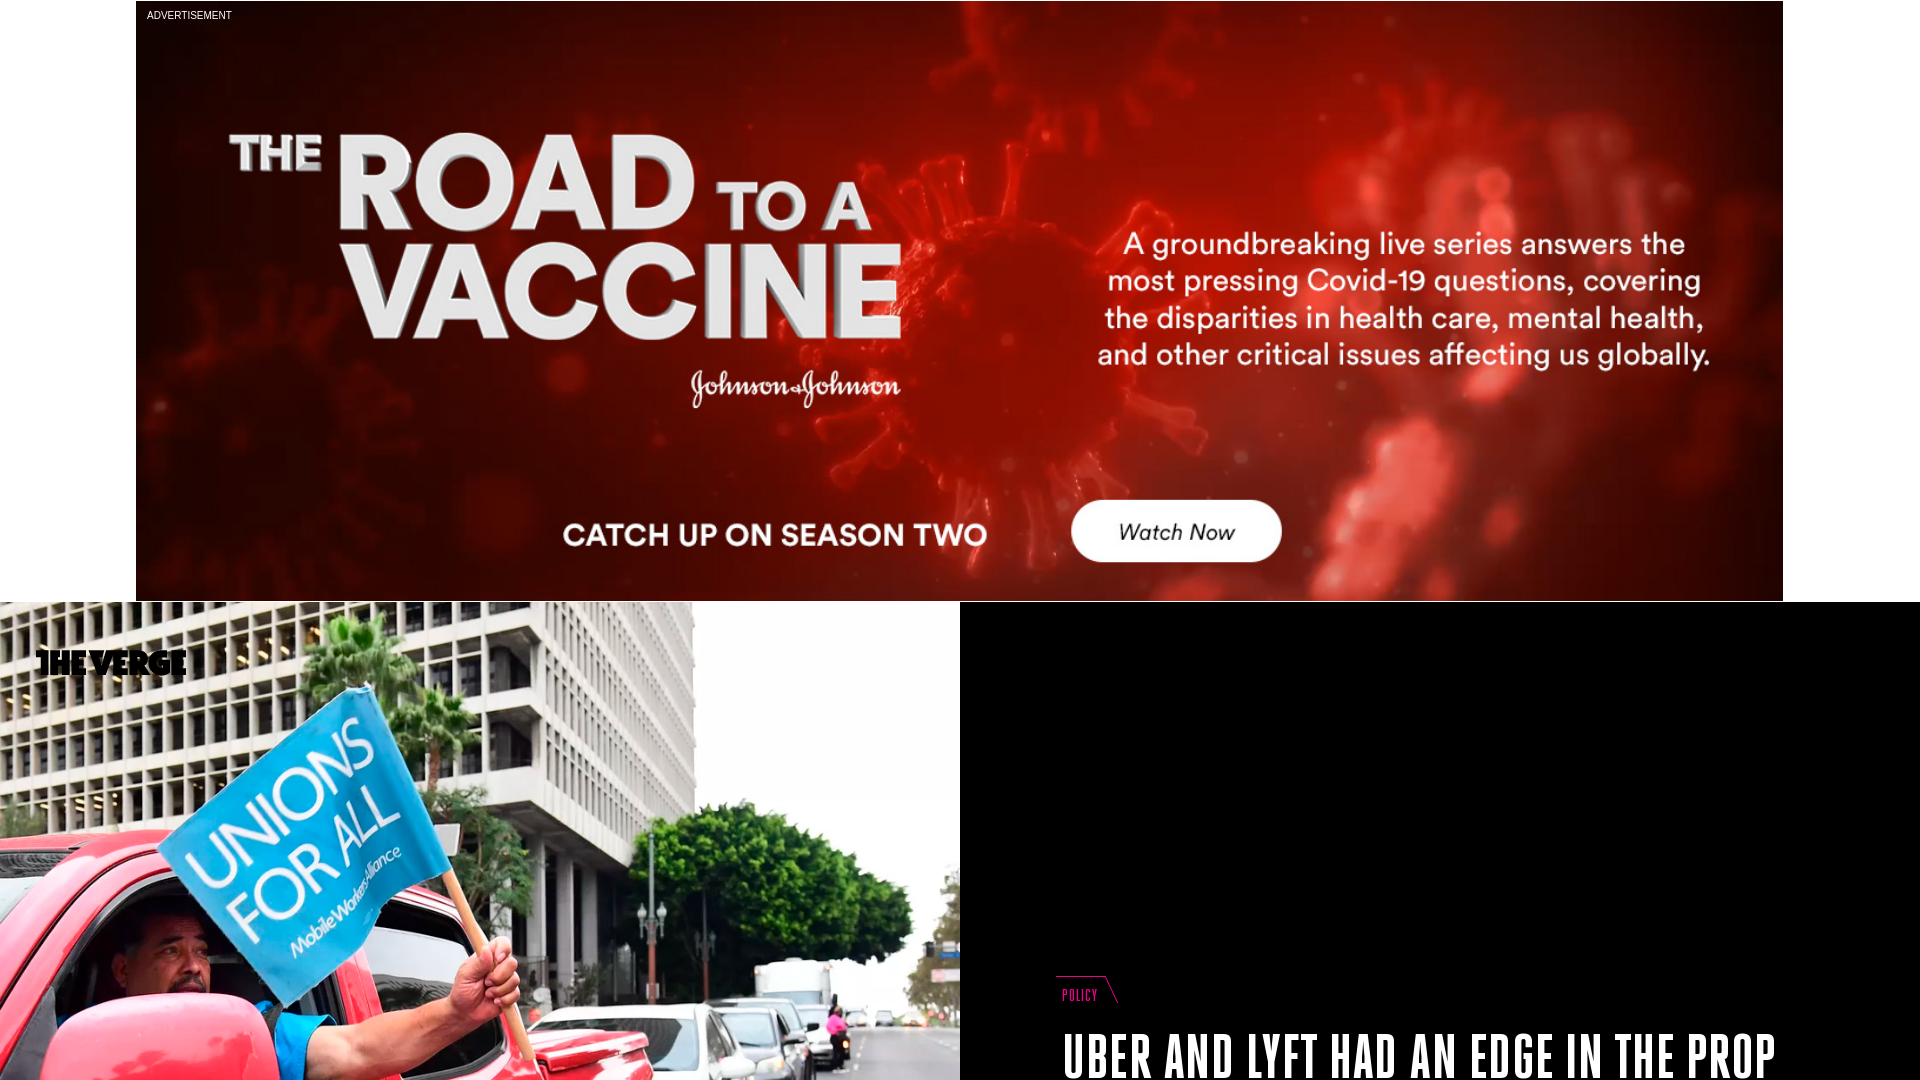 ADVERTISEMENT
THE ROAD TO A
VACCINE
Johnson & Johnson
A groundbreaking live series answers the
most pressing Covid-19 questions, covering
the disparities in health care, mental health,
and other critical issues affecting us globally.
CATCH UP ON SEASON TWO
Watch Now
THE VERGE
UNIONS
FOR ALL
Mobile Workers Alliance
POLICY
UBER AND LYFT HAD AN EDGE IN THE PROP